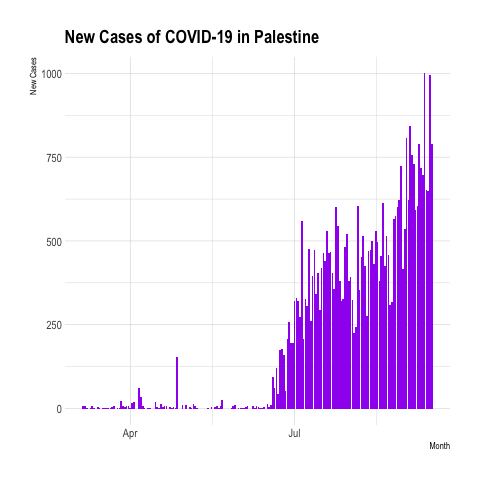 New Cases of COVID-19 in Palestine
New Cases
1000
750
500
250
0
Apr
Jul
Month